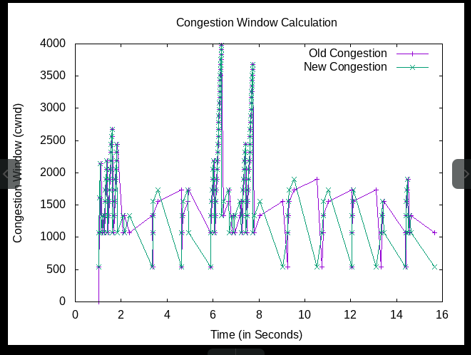 Congestion Window Calculation
Old Congestion
New Congestion
4000
3500
3000
2500
2000
1500
1000
500
0
Congestion Window (cwnd)
0 2 4 6 8 10 12 14 16
Time (in Seconds)